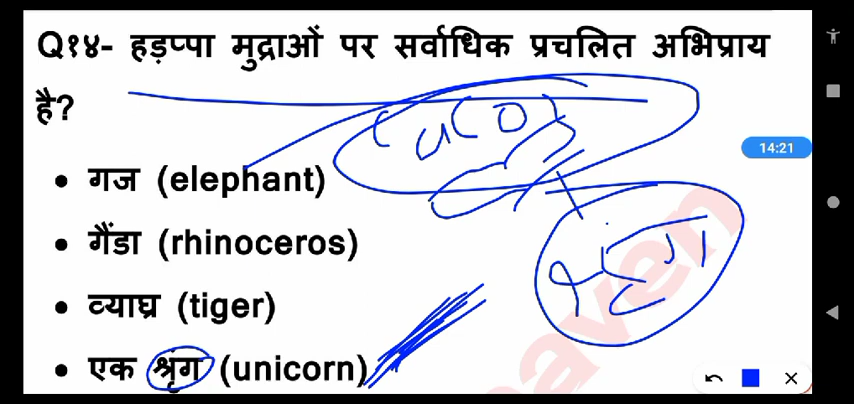 Q१४- हड़प्पा मुद्राओं पर सर्वाधिक प्रचलित अभिप्राय
है?
14:21
• गज (elephant)
• गैंडा (rhinoceros)
• व्याघ्र (tiger)
• एक श्रृंग (unicorn)